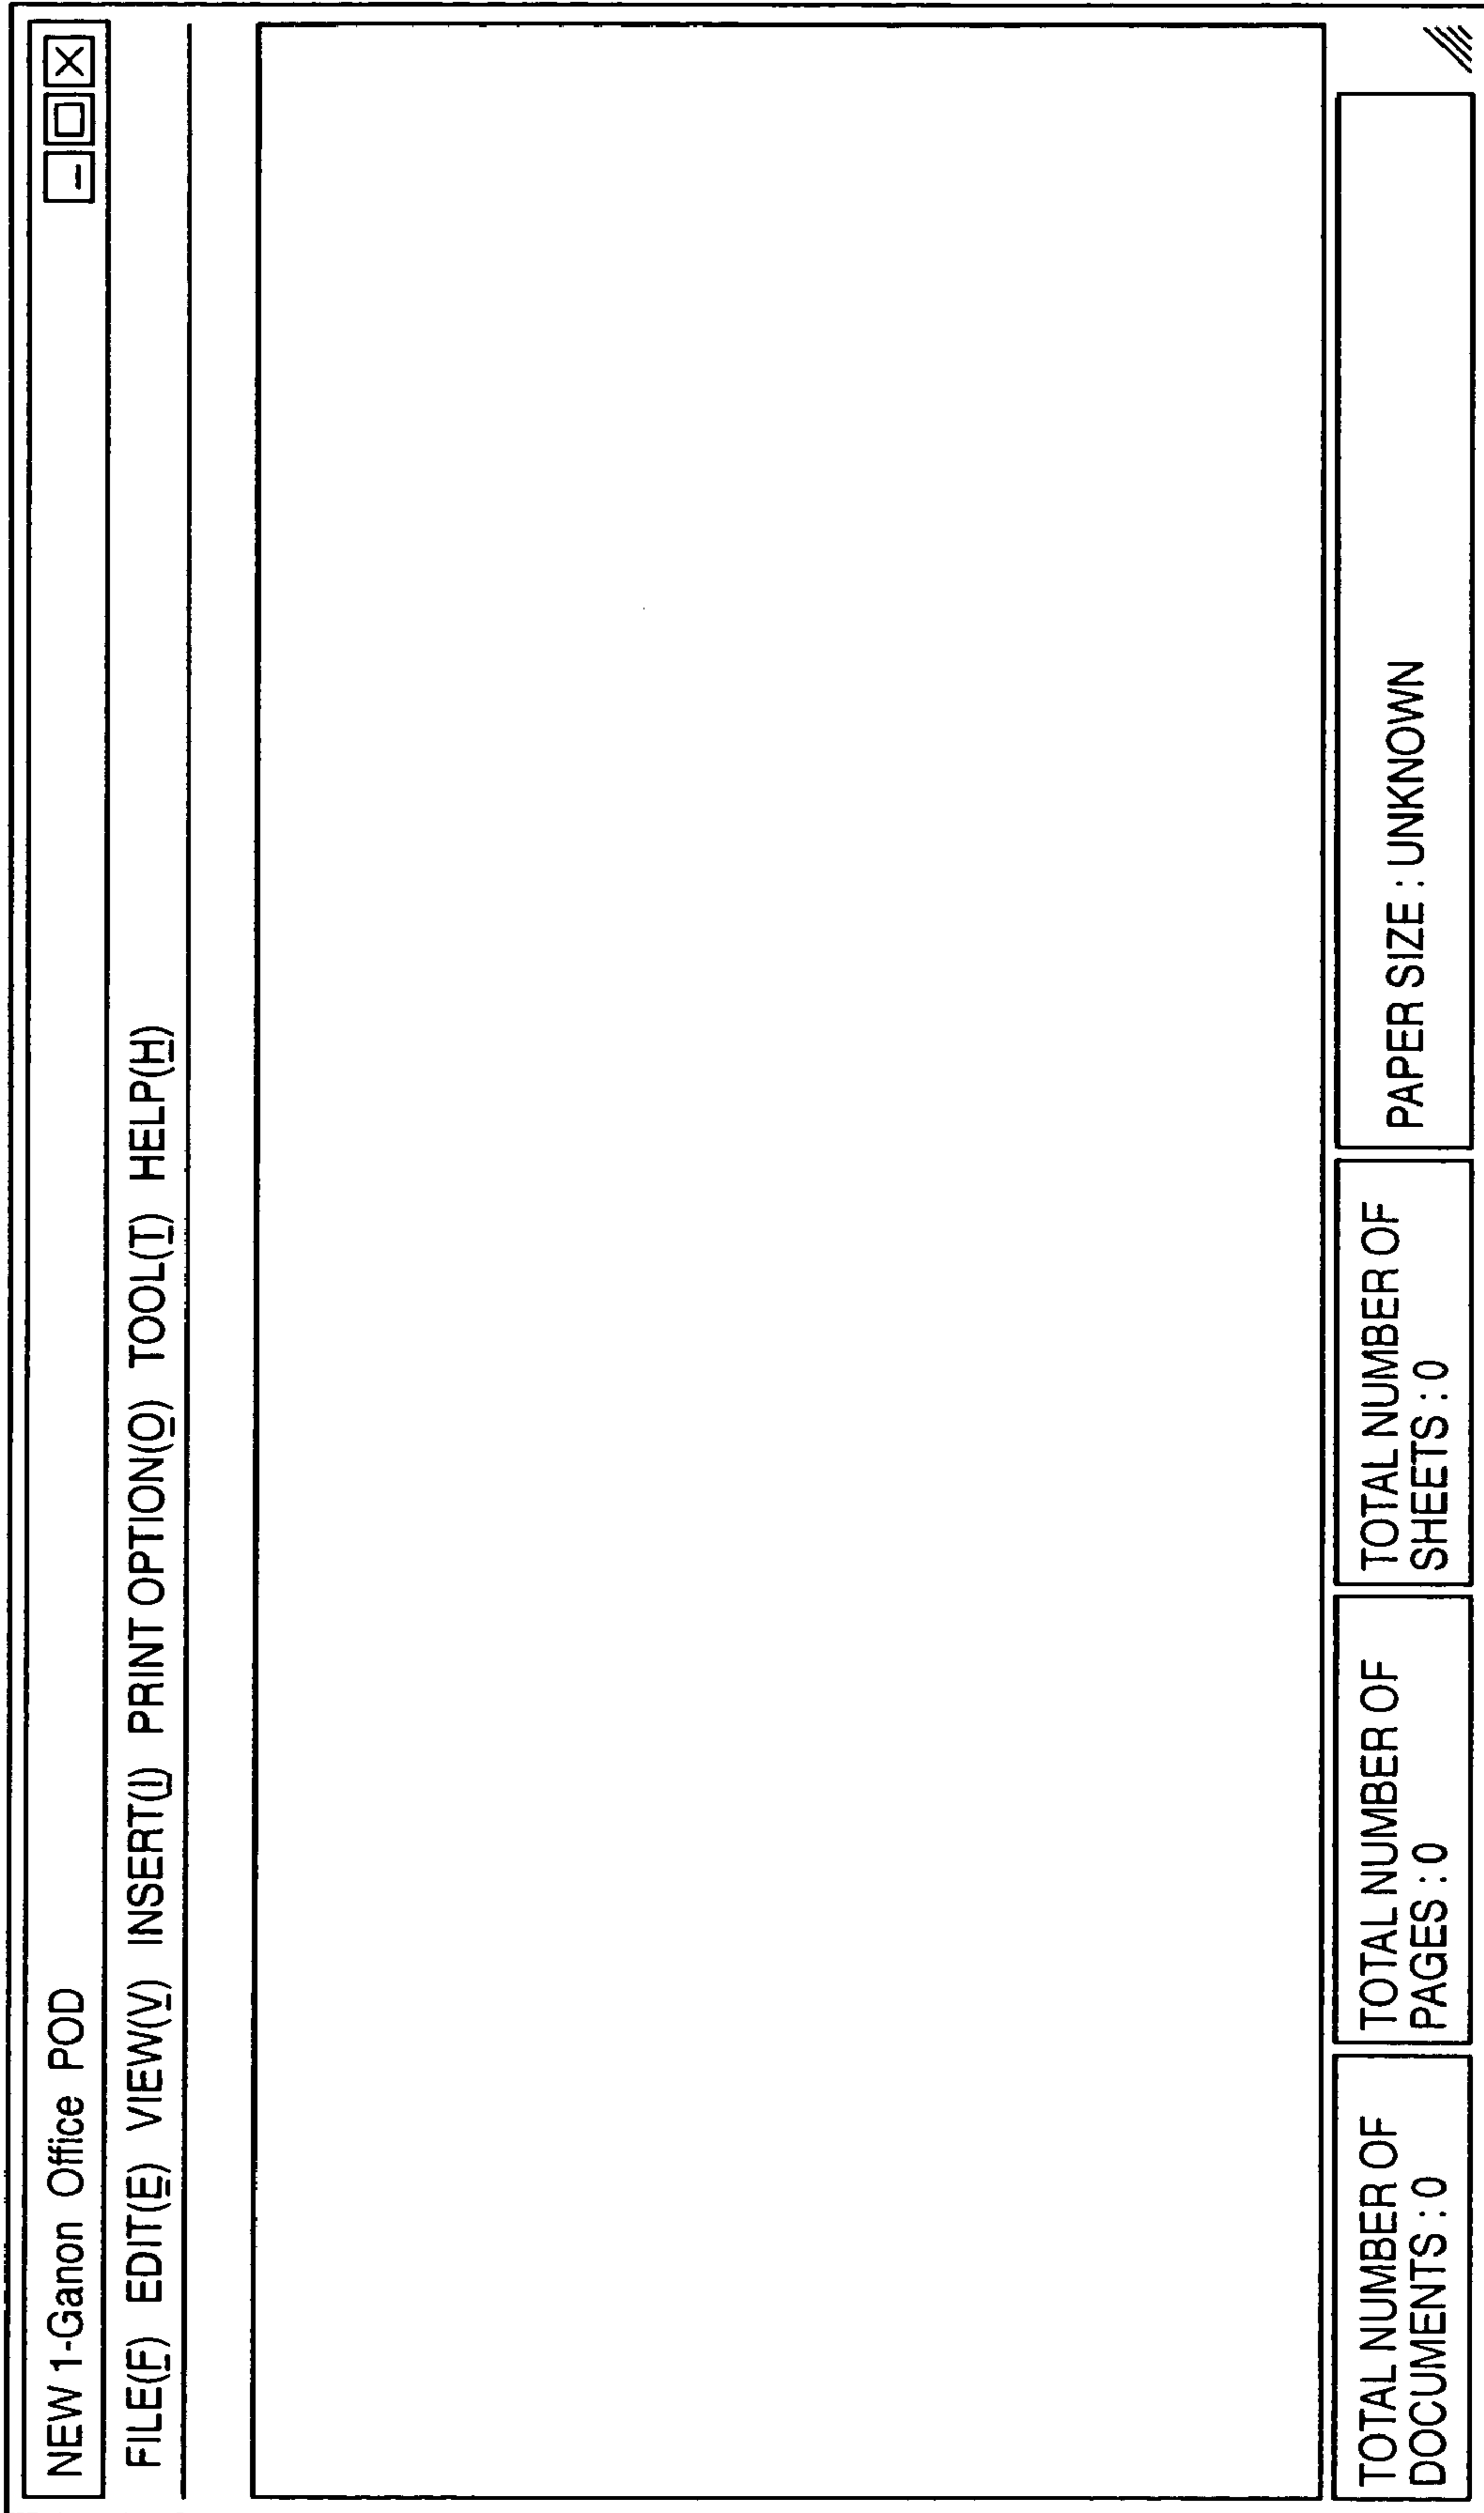 NEW 1-Ganon Office POD
FILE(F) EDIT(E) VIEW(V) INSERT(I) PRINT OPTION(O) TOOL(T) HELP(H)
TOTAL NUMBER OF
DOCUMENTS : 0
TOTAL NUMBER OF
PAGES : 0
TOTAL NUMBER OF
SHEETS : 0
PAPER SIZE : UNKNOWN